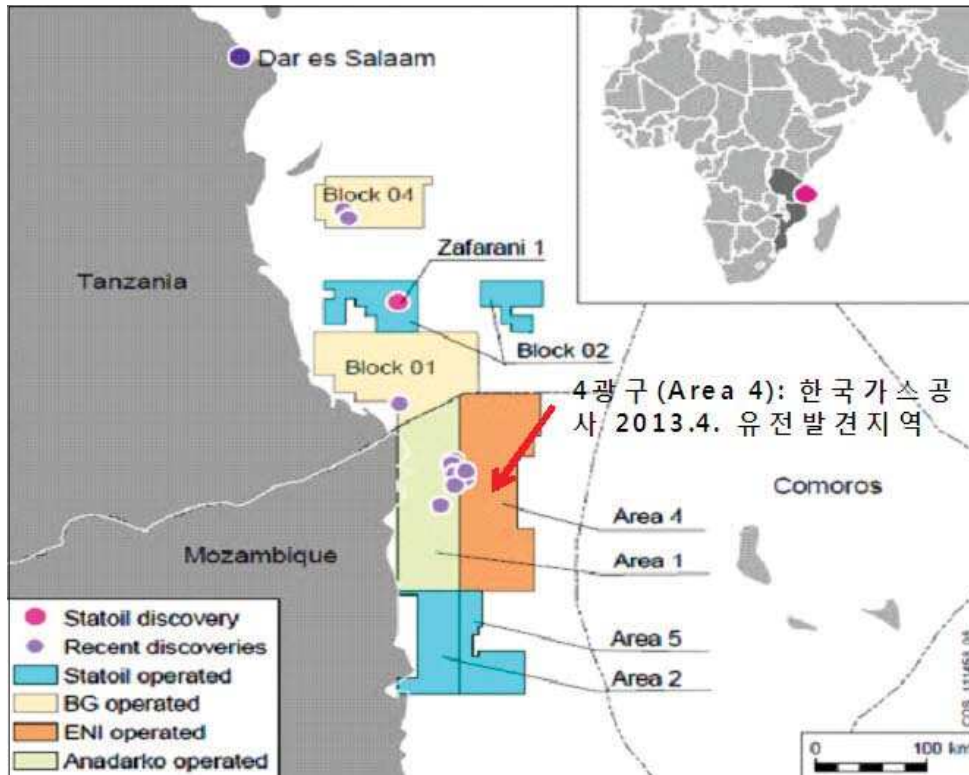 Dar es Salaam
Block 04
Zafarani 1
Tanzania
Block 02
Block 01
4광구(Area 4): 한국가스공
사 2013.4. 유전발견지역
Comoros
Area 4
Area 1
Mozambique
Area 5
Area 2
Statoil discovery
Recent discoveries
Statoil operated
BG operated
ENI operated
Anadarko operated
0 100 km